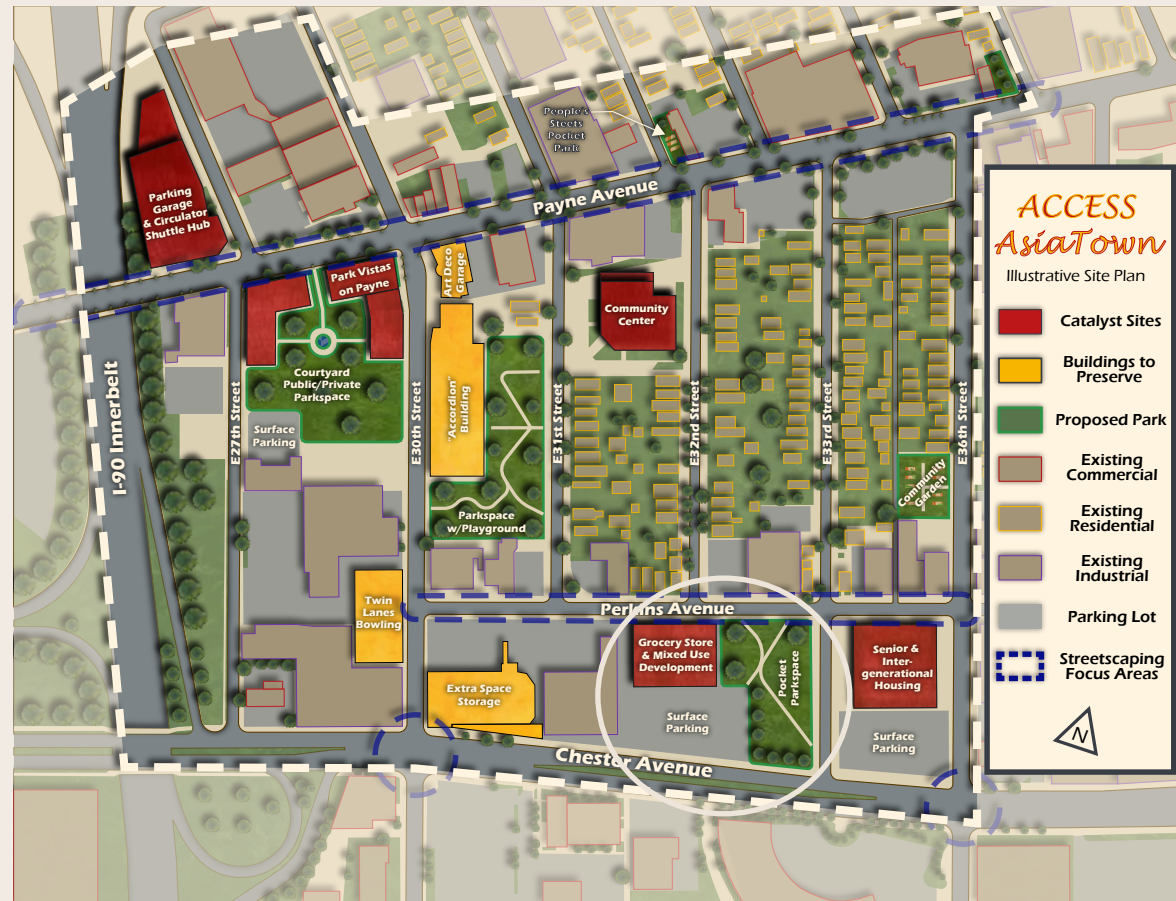 People's
Steets
Pocket
Park
Payne Avenue
Parking
Garage
& Circulator
Shuttle Hub
Park Vistas
on Payne
Art Deco
Garage
Community
Center
Courtyard
Public/Private
Parkspace
"Accordion"
Building
Surface
Parking
I-90 Innerbelt
E27th Street
E30th Street
E31st Street
E32nd Street
E33rd Street
E36th Street
Community
Garden
Parkspace
w/Playground
Twin
Lanes
Bowling
Perkins Avenue
Grocery Store
& Mixed Use
Development
Pocket
Parkspace
Senior &
Inter-
generational
Housing
Extra Space
Storage
Surface
Parking
Surface
Parking
Chester Avenue
ACCESS
AsiaTown
Illustrative Site Plan
Catalyst Sites
Buildings to
Preserve
Proposed Park
Existing
Commercial
Existing
Residential
Existing
Industrial
Parking Lot
Streetscaping
Focus Areas
N